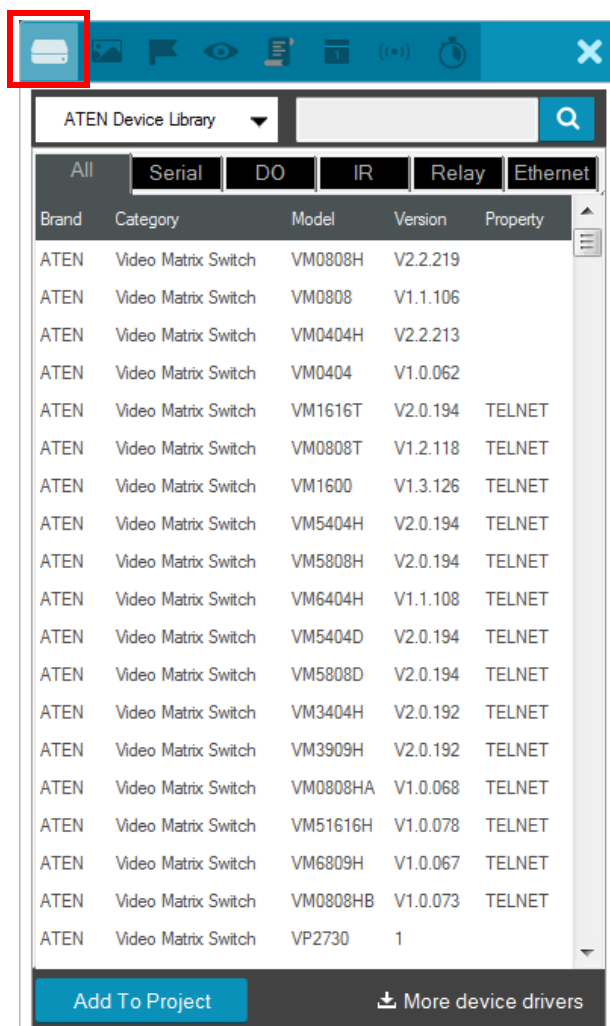 1
ATEN Device Library
All Serial DO IR Relay Ethernet
Brand Category Model Version Property
ATEN Video Matrix Switch VM0808H V2.2.219
ATEN Video Matrix Switch VM0808 V1.1.106
ATEN Video Matrix Switch VM0404H V2.2.213
ATEN Video Matrix Switch VM0404 V1.0.062
ATEN Video Matrix Switch VM1616T V2.0.194 TELNET
ATEN Video Matrix Switch VM0808T V1.2.118 TELNET
ATEN Video Matrix Switch VM1600 V1.3.126 TELNET
ATEN Video Matrix Switch VM5404H V2.0.194 TELNET
ATEN Video Matrix Switch VM5808H V2.0.194 TELNET
ATEN Video Matrix Switch VM6404H V1.1.108 TELNET
ATEN Video Matrix Switch VM5404D V2.0.194 TELNET
ATEN Video Matrix Switch VM5808D V2.0.194 TELNET
ATEN Video Matrix Switch VM3404H V2.0.192 TELNET
ATEN Video Matrix Switch VM3909H V2.0.192 TELNET
ATEN Video Matrix Switch VM0808HA V1.0.068 TELNET
ATEN Video Matrix Switch VM51616H V1.0.078 TELNET
ATEN Video Matrix Switch VM6809H V1.0.067 TELNET
ATEN Video Matrix Switch VM0808HB V1.0.073 TELNET
ATEN Video Matrix Switch VP2730 1
Add To Project More device drivers